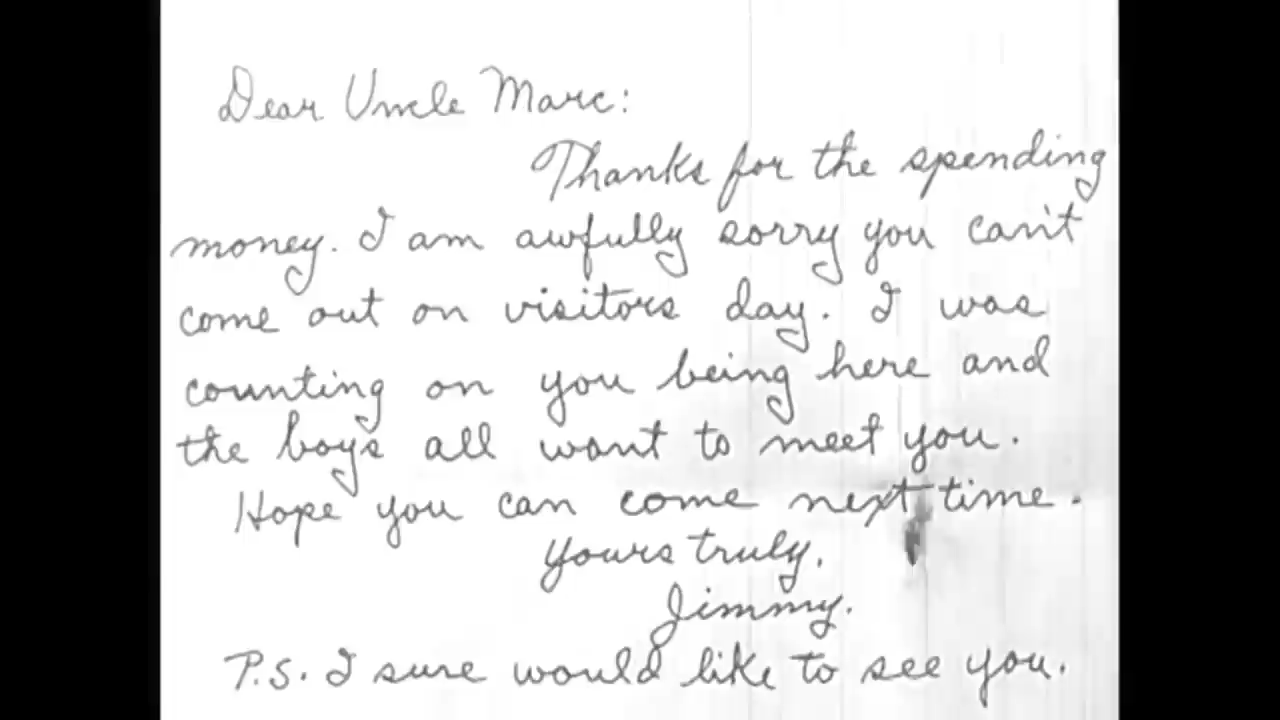 Dear Uncle Marc:
Thanks for the spending
money. I am awfully sorry you can't
come out on visitors day. I was
counting on you being here and
the boys all want to meet you.
Hope you can come next time.
Yours truly,
Jimmy.
P.S. I sure would like to see you.